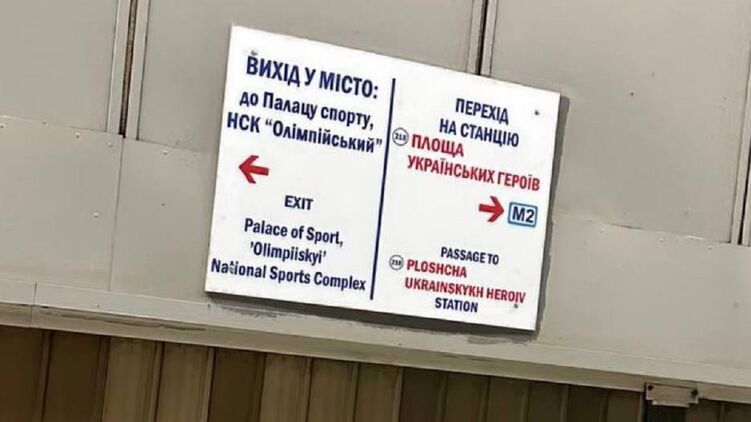 ВИХІД У МІСТО:
до Палацу спорту,
НСК “Олімпійський”
EXIT
Palace of Sport,
'Olimpiiskyi'
National Sports Complex
ПЕРЕХІД
НА СТАНЦІЮ
218 ПЛОЩА
УКРАЇНСЬКИХ ГЕРОЇВ
М2
PASSAGE TO
218 PLOSHCHA
UKRAINSKYKH HEROIV
STATION